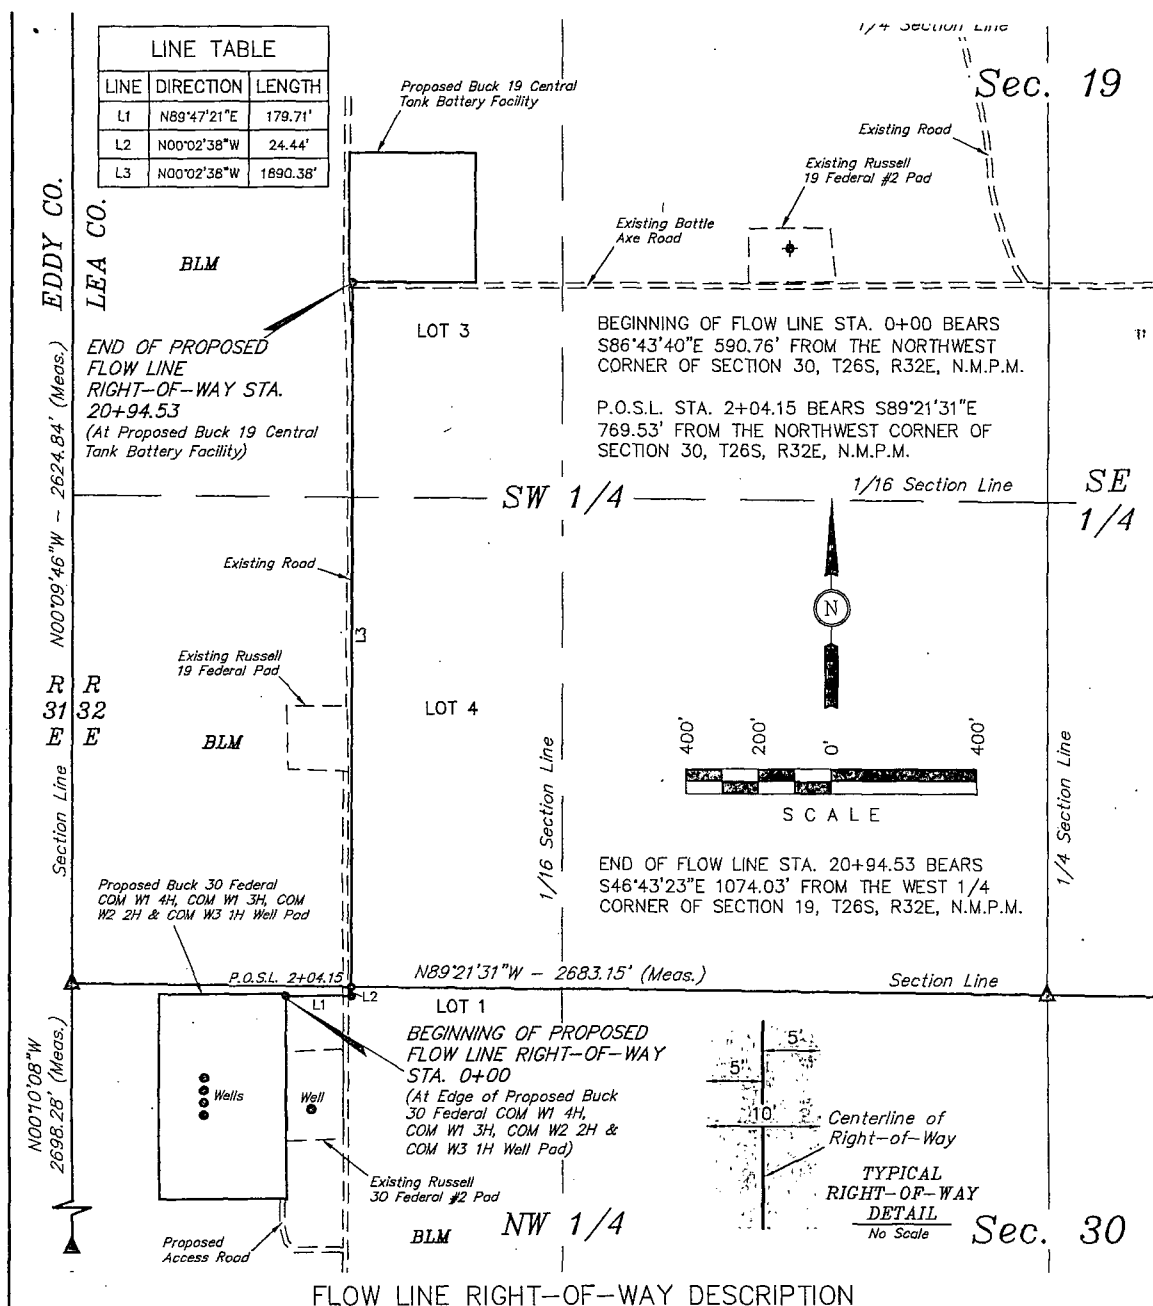 LINE TABLE
LINE DIRECTION LENGTH
L1 N89°47'21"E 179.71'
L2 N00°02'38"W 24.44'
L3 N00°02'38"W 1890.38'
1/4 Section Line
Sec. 19
Proposed Buck 19 Central
Tank Battery Facility
Existing Road
Existing Russell
19 Federal #2 Pad
Existing Battle
Axe Road
EDDY CO.
LEA CO.
BLM
LOT 3
END OF PROPOSED
FLOW LINE
RIGHT-OF-WAY STA.
20+94.53
(At Proposed Buck 19 Central
Tank Battery Facility)
BEGINNING OF FLOW LINE STA. 0+00 BEARS
S86°43'40"E 590.76' FROM THE NORTHWEST
CORNER OF SECTION 30, T26S, R32E, N.M.P.M.
P.O.S.L. STA. 2+04.15 BEARS S89°21'31"E
769.53' FROM THE NORTHWEST CORNER OF
SECTION 30, T26S, R32E, N.M.P.M.
N00°09'46"W - 2624.84' (Meas.)
SW 1/4
1/16 Section Line
SE
1/4
Existing Road
N
L3
Existing Russell
19 Federal Pad
R R
31 32
E E
BLM
LOT 4
400' 200' 0' 400'
SCALE
Section Line
1/16 Section Line
1/4 Section Line
END OF FLOW LINE STA. 20+94.53 BEARS
S46°43'23"E 1074.03' FROM THE WEST 1/4
CORNER OF SECTION 19, T26S, R32E, N.M.P.M.
Proposed Buck 30 Federal
COM W1 4H, COM W1 3H, COM
W2 2H & COM W3 1H Well Pad
P.O.S.L. 2+04.15
N89°21'31"W - 2683.15' (Meas.)
Section Line
L1 L2
LOT 1
BEGINNING OF PROPOSED
FLOW LINE RIGHT-OF-WAY
STA. 0+00
(At Edge of Proposed Buck
30 Federal COM W1 4H,
COM W1 3H, COM W2 2H &
COM W3 1H Well Pad)
N00°10'08"W
2698.28' (Meas.)
Wells
Well
Existing Russell
30 Federal #2 Pad
Proposed
Access Road
BLM
NW 1/4
5'
5'
10'
Centerline of
Right-of-Way
TYPICAL
RIGHT-OF-WAY
DETAIL
No Scale
Sec. 30
FLOW LINE RIGHT-OF-WAY DESCRIPTION